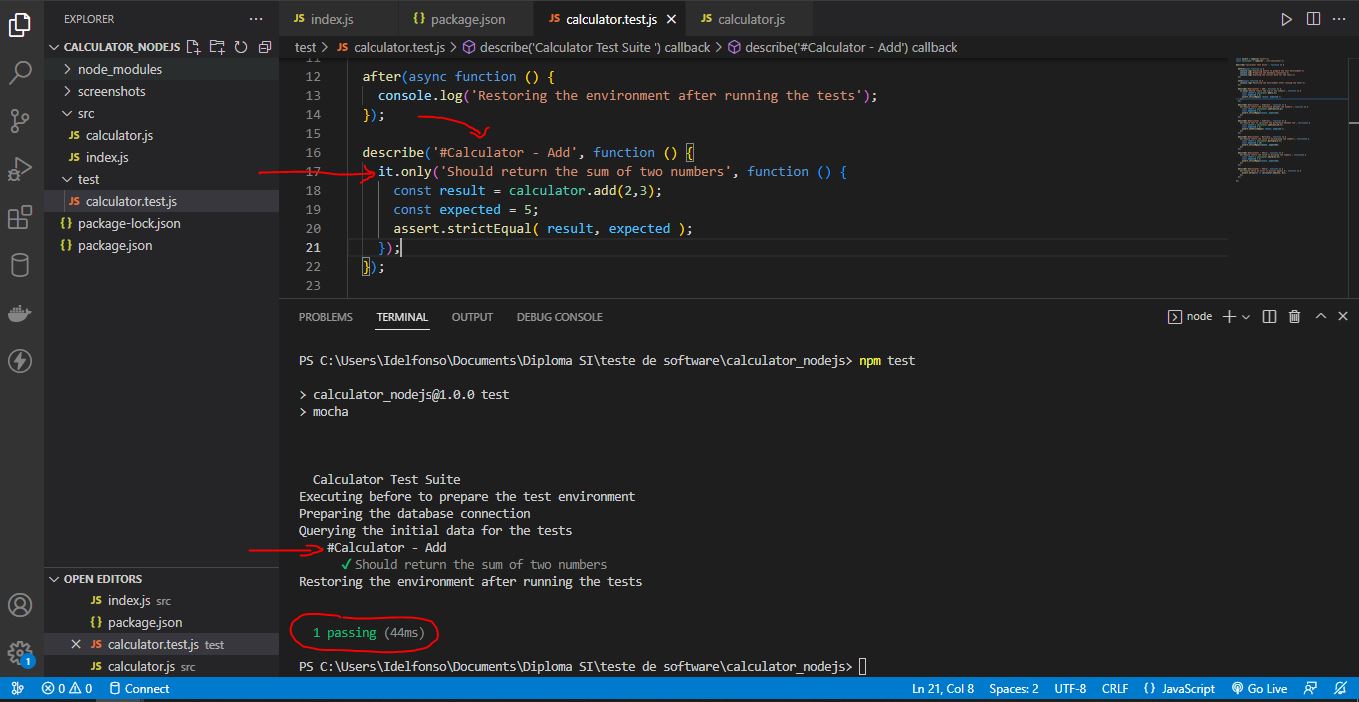 EXPLORER
index.js
package.json
calculator.test.js
calculator.js
CALCULATOR_NODEJS
test > calculator.test.js > describe('Calculator Test Suite ') callback > describe('#Calculator - Add') callback
node_modules
screenshots
src
calculator.js
index.js
test
calculator.test.js
package-lock.json
package.json
11
12 after(async function () {
13 console.log('Restoring the environment after running the tests');
14 });
15
16 describe('#Calculator - Add', function () {
17 it.only('Should return the sum of two numbers', function () {
18 const result = calculator.add(2,3);
19 const expected = 5;
20 assert.strictEqual( result, expected );
21 });
22 });
23
PROBLEMS TERMINAL OUTPUT DEBUG CONSOLE
node
PS C:\Users\Idelfonso\Documents\Diploma SI\teste de software\calculator_nodejs> npm test
> calculator_nodejs@1.0.0 test
> mocha
Calculator Test Suite
Executing before to prepare the test environment
Preparing the database connection
Querying the initial data for the tests
#Calculator - Add
✓Should return the sum of two numbers
Restoring the environment after running the tests
1 passing (44ms)
PS C:\Users\Idelfonso\Documents\Diploma SI\teste de software\calculator_nodejs>
OPEN EDITORS
index.js src
package.json
calculator.test.js test
calculator.js src
1
0 0 Connect
Ln 21, Col 8 Spaces: 2 UTF-8 CRLF JavaScript Go Live